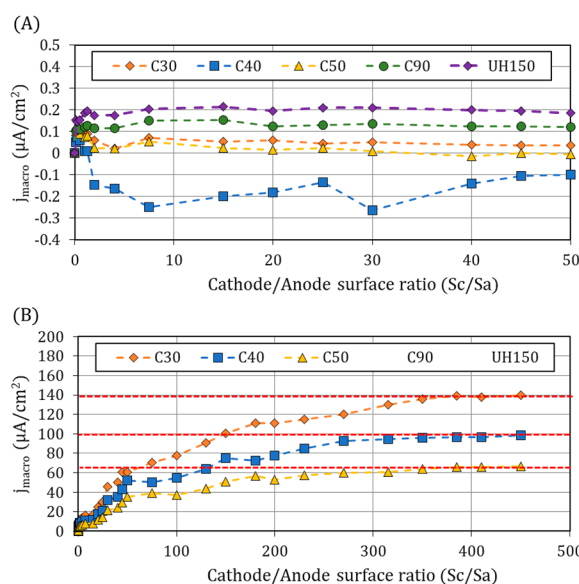 (A)
0.5
0.4
0.3
0.2
0.1
0
-0.1
-0.2
-0.3
-0.4
j_macro (μA/cm²)
C30 C40 C50 C90 UH150
0 10 20 30 40 50
Cathode/Anode surface ratio (Sc/Sa)
(B)
200
180
160
140
120
100
80
60
40
20
0
j_macro (μA/cm²)
C30 C40 C50 C90 UH150
0 100 200 300 400 500
Cathode/Anode surface ratio (Sc/Sa)